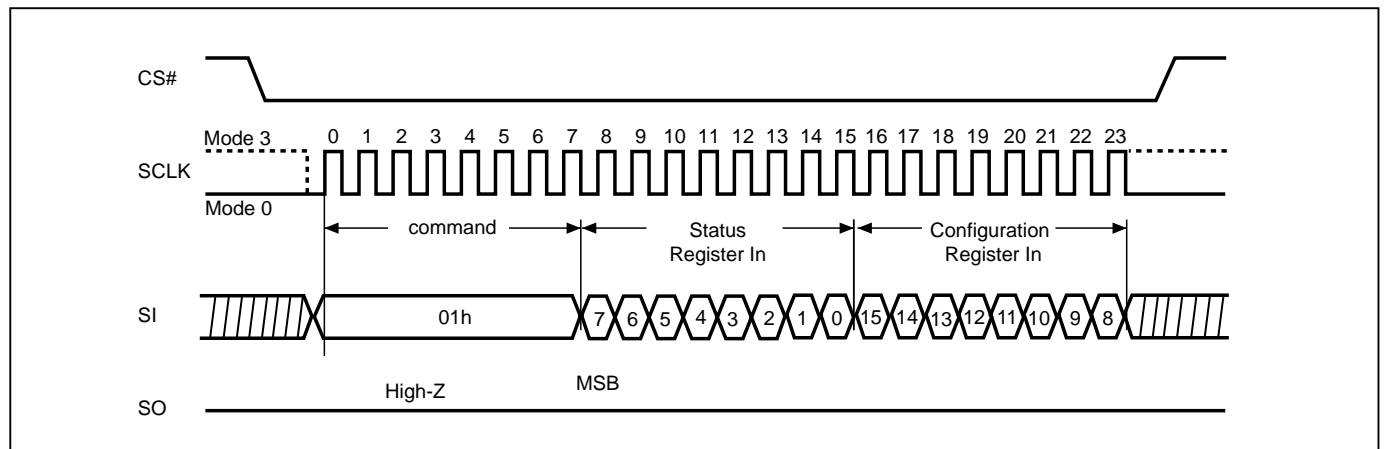 CS#
Mode 3
0 1 2 3 4 5 6 7 8 9 10 11 12 13 14 15 16 17 18 19 20 21 22 23
SCLK
Mode 0
command
Status
Register In
Configuration
Register In
SI
01h
7 6 5 4 3 2 1 0 15 14 13 12 11 10 9 8
High-Z
MSB
SO